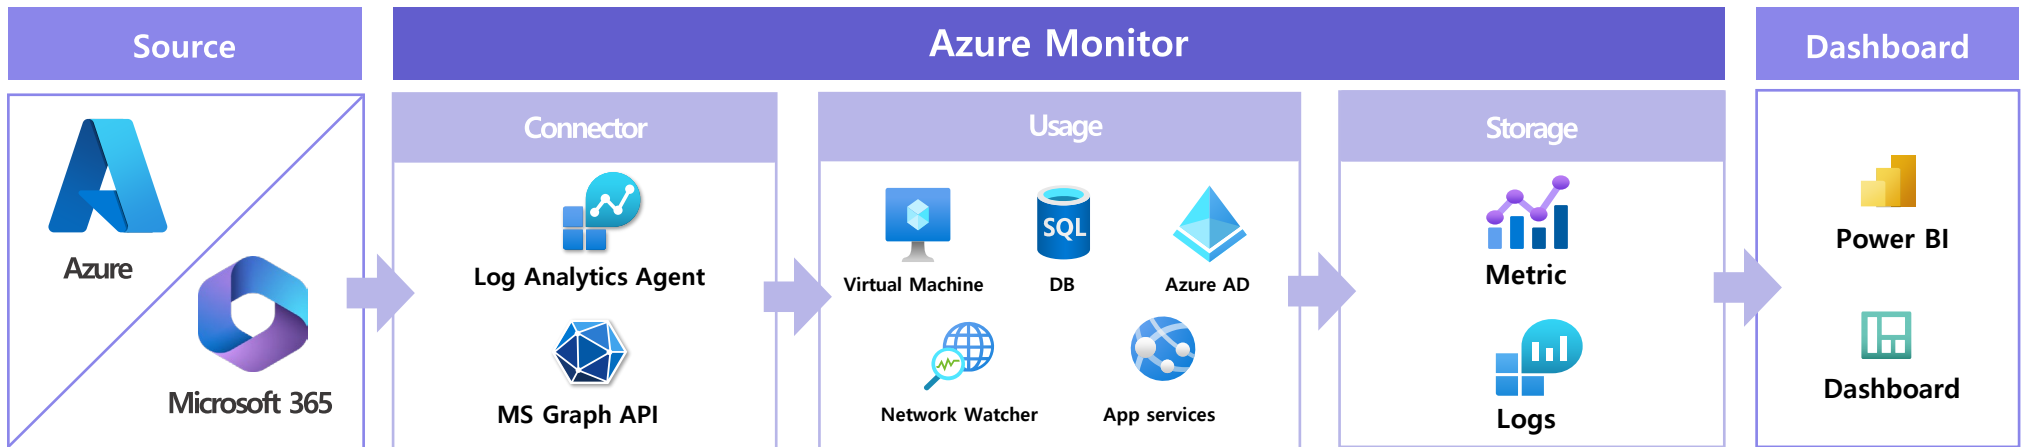 Source
Azure Monitor
Dashboard
Azure
Microsoft 365
Connector
Log Analytics Agent
MS Graph API
Usage
Virtual Machine
SQL
DB
Azure AD
Network Watcher
App services
Storage
Metric
Logs
Power BI
Dashboard